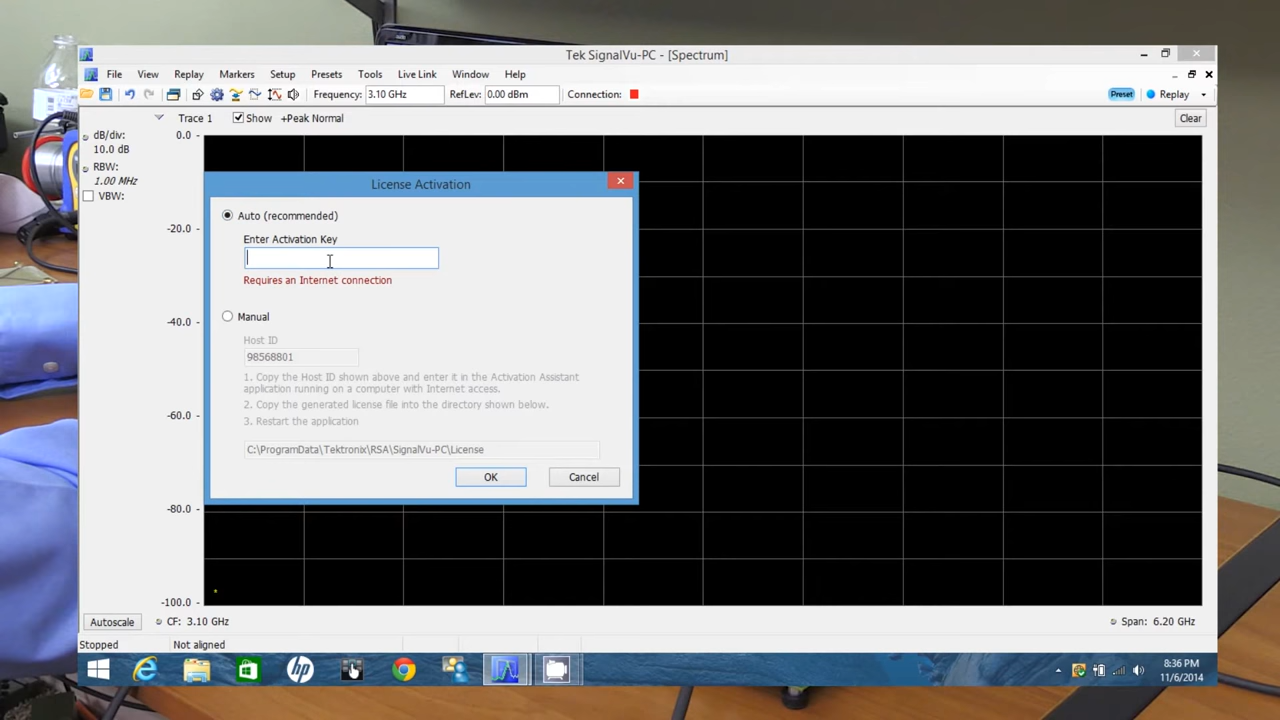 Tek SignalVu-PC - [Spectrum]
File View Replay Markers Setup Presets Tools Live Link Window Help
Frequency: 3.10 GHz RefLev: 0.00 dBm Connection: Preset Replay
Trace 1 Show +Peak Normal Clear
dB/div:
10.0 dB
RBW:
1.00 MHz
VBW:
0.0 -
-20.0 -
-40.0 -
-60.0 -
-80.0 -
-100.0 -
License Activation
Auto (recommended)
Enter Activation Key
Requires an Internet connection
Manual
Host ID
98568801
1. Copy the Host ID shown above and enter it in the Activation Assistant
application running on a computer with Internet access.
2. Copy the generated license file into the directory shown below.
3. Restart the application
C:\ProgramData\Tektronix\RSA\SignalVu-PC\License
OK Cancel
Autoscale CF: 3.10 GHz Span: 6.20 GHz
Stopped Not aligned
hp
8:36 PM
11/6/2014